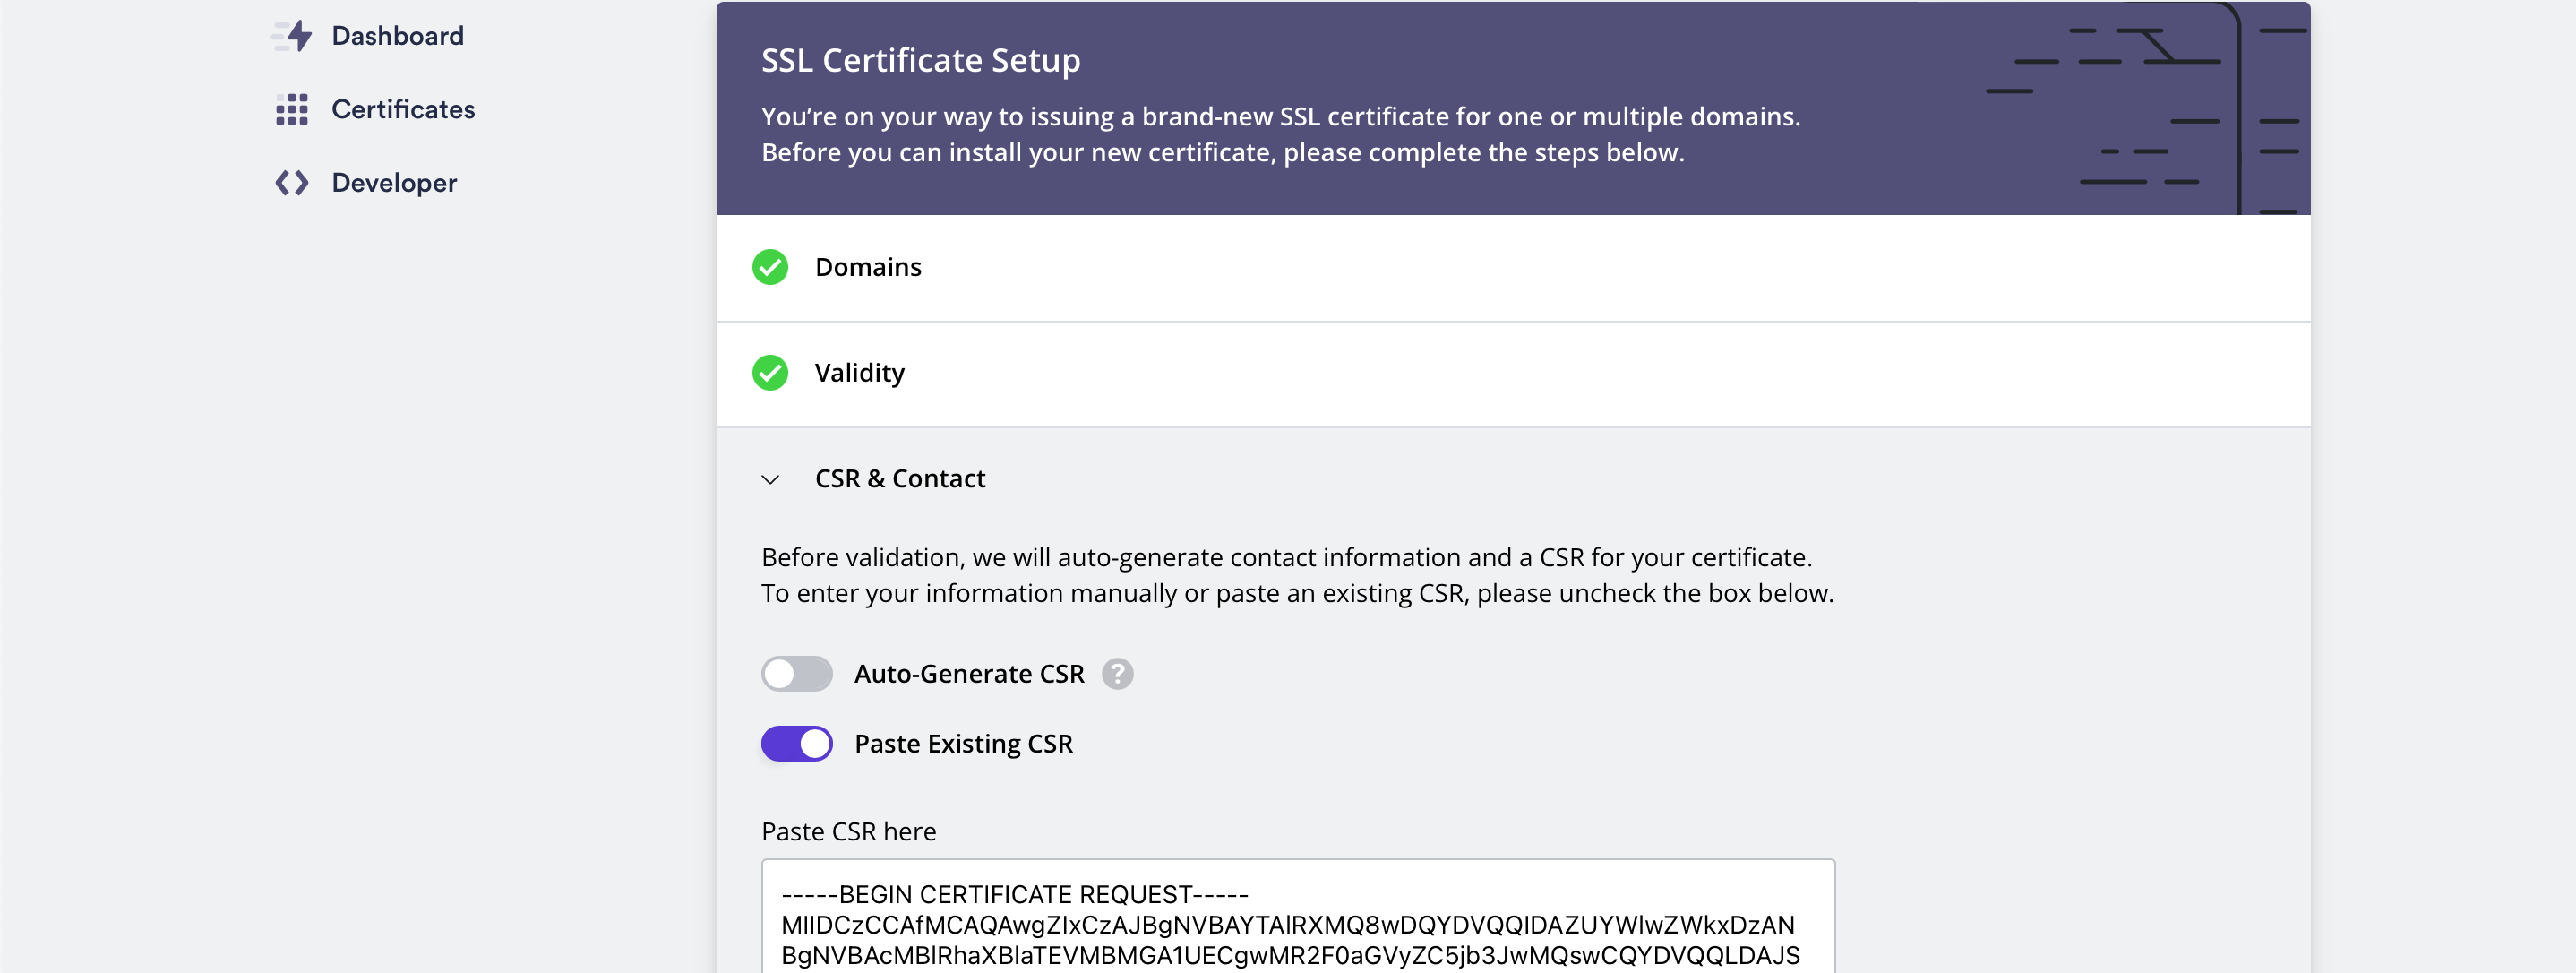 Dashboard
Certificates
Developer
SSL Certificate Setup
You’re on your way to issuing a brand-new SSL certificate for one or multiple domains.
Before you can install your new certificate, please complete the steps below.
Domains
Validity
CSR & Contact
Before validation, we will auto-generate contact information and a CSR for your certificate.
To enter your information manually or paste an existing CSR, please uncheck the box below.
Auto-Generate CSR ?
Paste Existing CSR
Paste CSR here
-----BEGIN CERTIFICATE REQUEST-----
MIIDCzCCAfMCAQAwgZIxCzAJBgNVBAYTAlRXMQ8wDQYDVQQIDAZUYWlwZWkxDzAN
BgNVBAcMBlRhaXBlaTEVMBMGA1UECgwMR2F0aGVyZC5jb3JwMQswCQYDVQQLDAJS